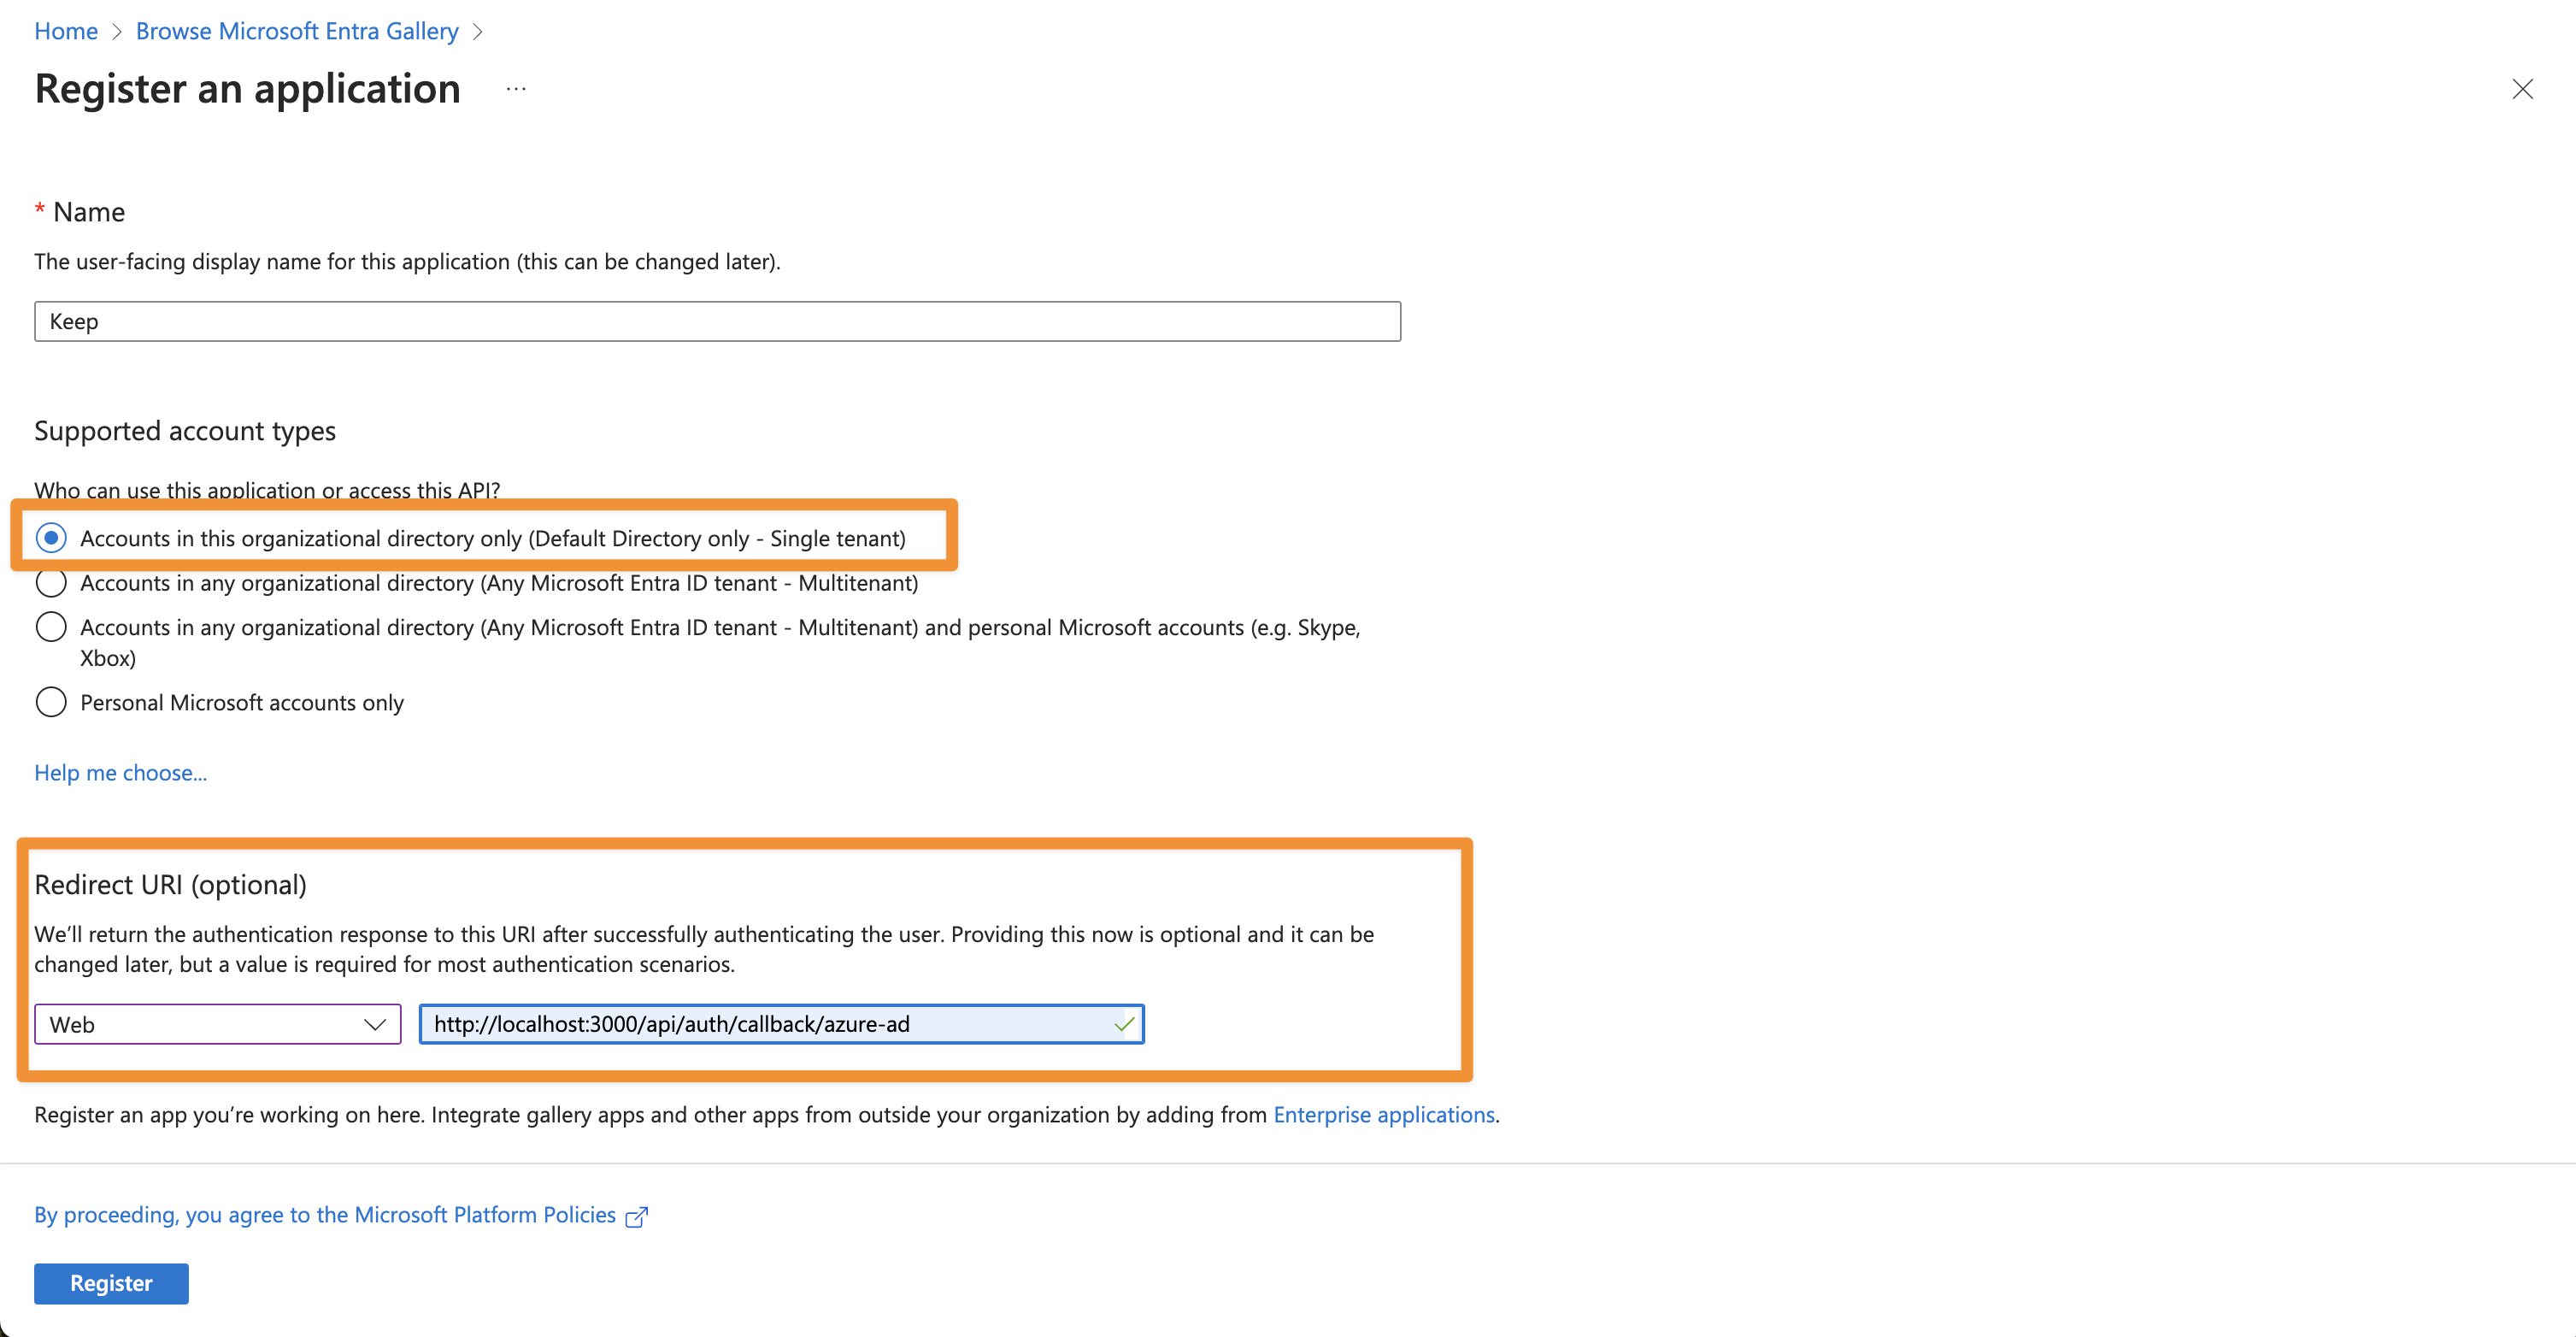 Home > Browse Microsoft Entra Gallery >
Register an application ...
* Name
The user-facing display name for this application (this can be changed later).
Keep
Supported account types
Who can use this application or access this API?
Accounts in this organizational directory only (Default Directory only - Single tenant)
Accounts in any organizational directory (Any Microsoft Entra ID tenant - Multitenant)
Accounts in any organizational directory (Any Microsoft Entra ID tenant - Multitenant) and personal Microsoft accounts (e.g. Skype,
Xbox)
Personal Microsoft accounts only
Help me choose...
Redirect URI (optional)
We’ll return the authentication response to this URI after successfully authenticating the user. Providing this now is optional and it can be
changed later, but a value is required for most authentication scenarios.
Web http://localhost:3000/api/auth/callback/azure-ad
Register an app you’re working on here. Integrate gallery apps and other apps from outside your organization by adding from Enterprise applications.
By proceeding, you agree to the Microsoft Platform Policies
Register